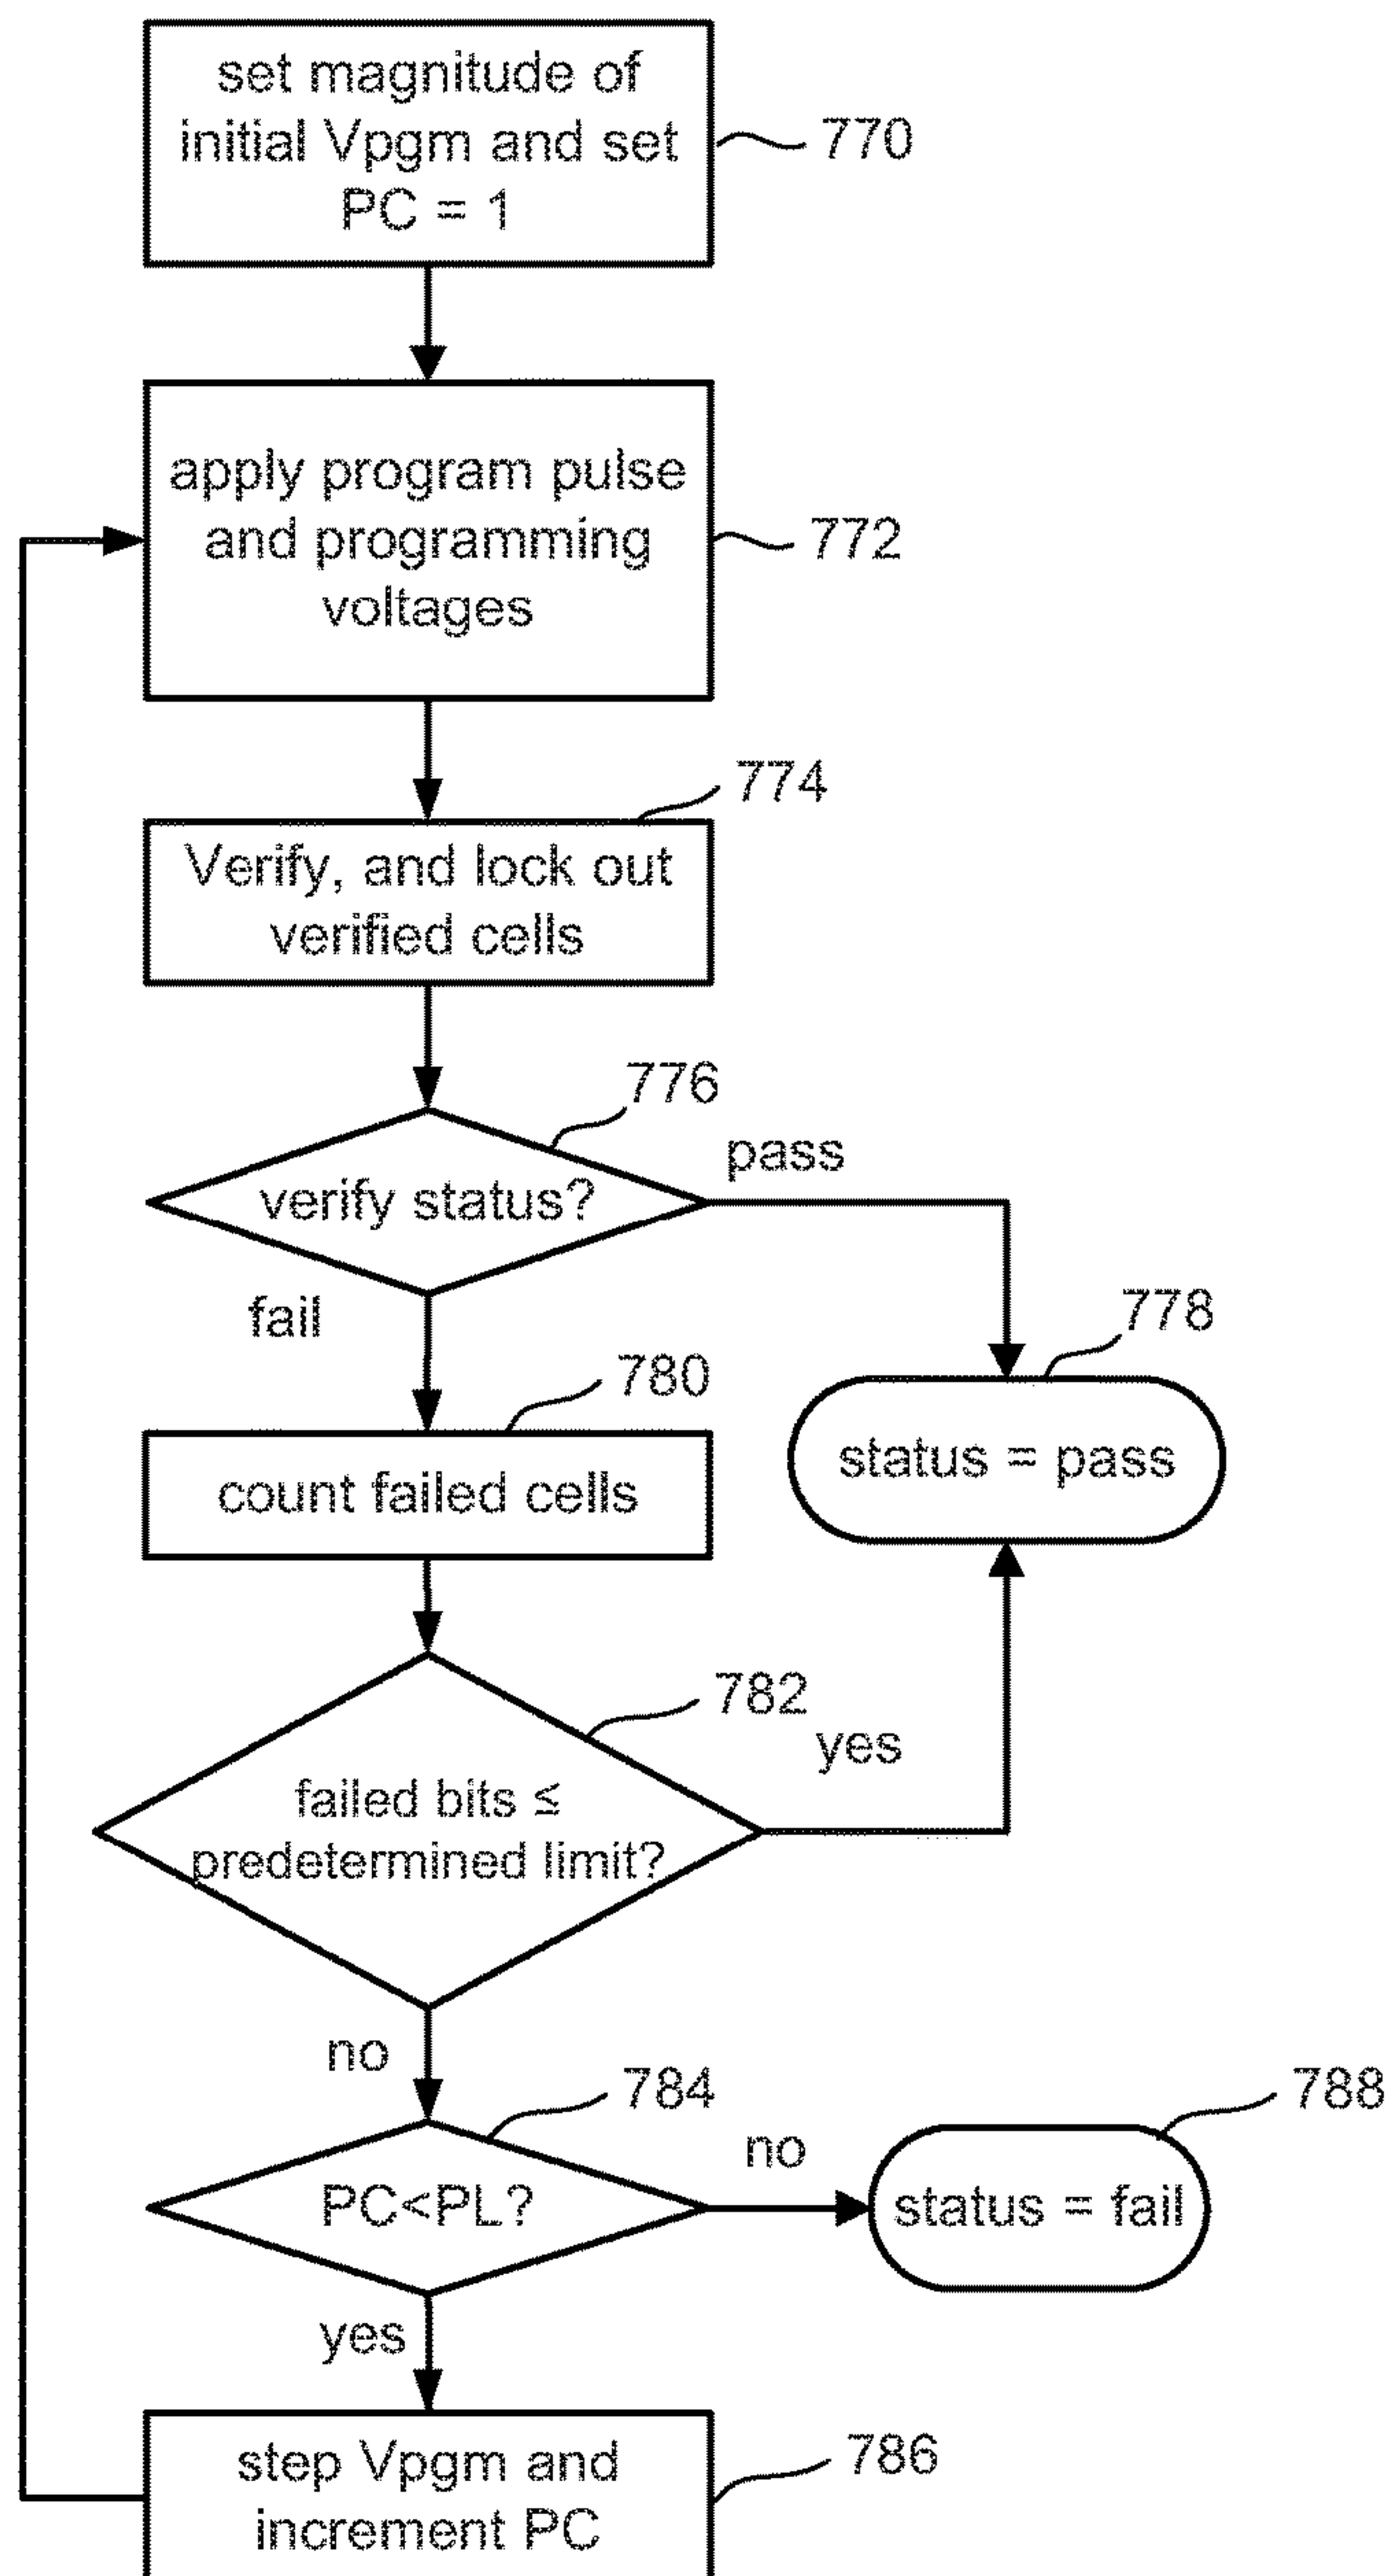 set magnitude of
initial Vpgm and set
PC = 1
770
apply program pulse
and programming
voltages
772
774
Verify, and lock out
verified cells
776
verify status?
pass
fail
778
status = pass
780
count failed cells
782
failed bits ≤
predetermined limit?
yes
no
784
PC<PL?
no
788
status = fail
yes
step Vpgm and
increment PC
786